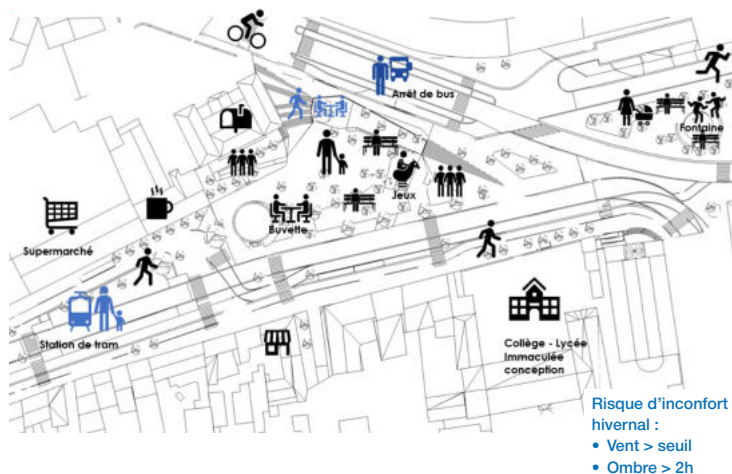 Arrêt de bus
Fontaine
Jeux
Buvette
Supermarché
Station de tram
Collège - Lycée
Immaculée
conception
Risque d’inconfort
hivernal :
• Vent > seuil
• Ombre > 2h